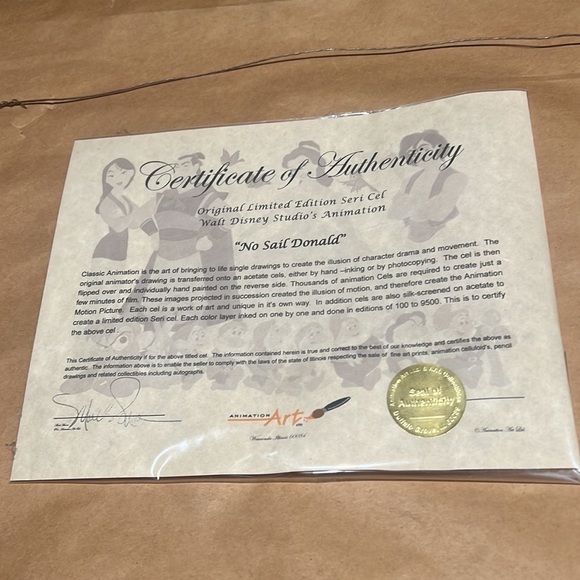 Certificate of Authenticity
Original Limited Edition Seri Cel
Walt Disney Studio's Animation
"No Sail Donald"
Classic Animation is the art of bringing to life single drawings to create the illusion of character drama and movement. The
original animator's drawing is transferred onto an acetate cels, either by hand –inking or by photocopying. The cel is then
flipped over and individually hand painted on the reverse side. Thousands of animation Cels are required to create just a
few minutes of film. These images projected in succession created the illusion of motion, and therefore create the Animation
Motion Picture. Each cel is a work of art and unique in it's own way. In addition cels are also silk-screened on acetate to
create a limited edition Seri cel. Each color layer inked on one by one and done in editions of 100 to 9500. This is to certify
the above cel
This Certificate of Authenticity if for the above titled cel. The information contained herein is true and correct to the best of our knowledge and certifies the above as
authentic. The information above is to enable the seller to comply with the laws of the state of Illinois respecting the sale of fine art prints, animation celluloid's, pencil
drawings and related collectibles including autographs.
ANIMATION
Art
Seal of
Authenticity
Buffalo Grove, IL
©Animation Art Ltd.